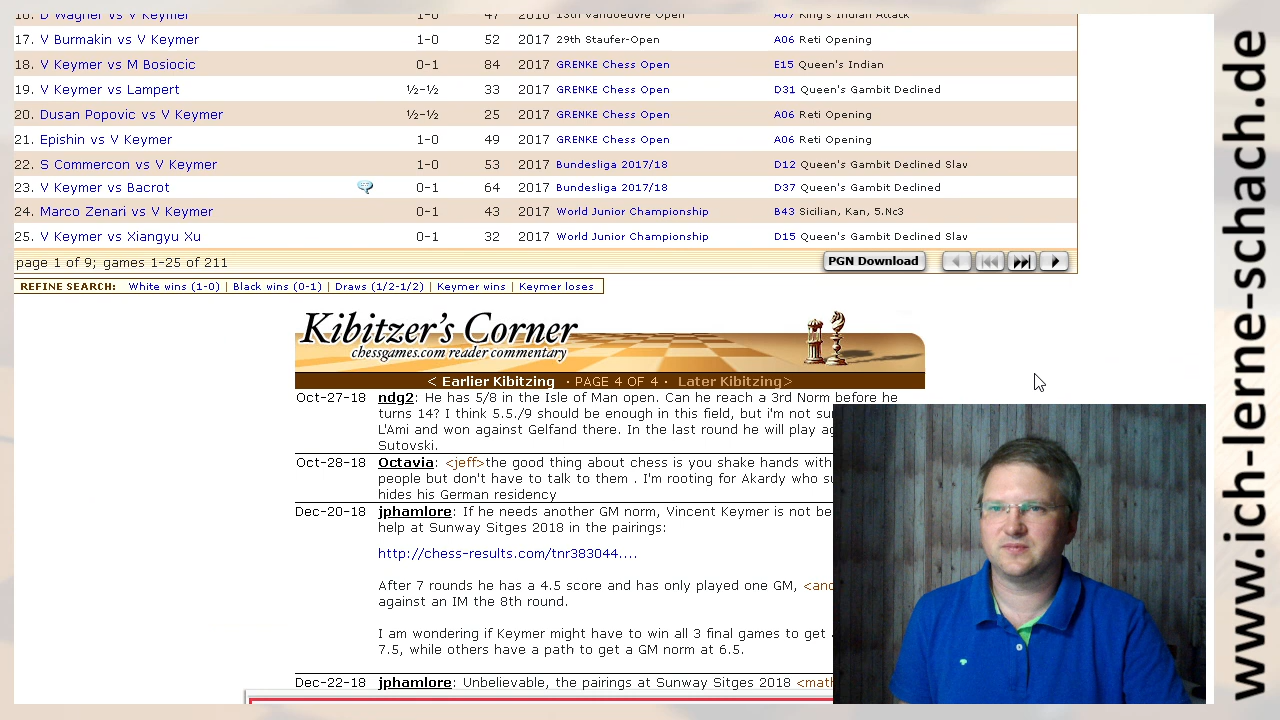 16. D Wagner vs V Keymer 1-0 47 2016 13th Vandoeuvre Open A07 King's Indian Attack
17. V Burmakin vs V Keymer 1-0 52 2017 29th Staufer-Open A06 Reti Opening
18. V Keymer vs M Bosiocic 0-1 84 2017 GRENKE Chess Open E15 Queen's Indian
19. V Keymer vs Lampert ½-½ 33 2017 GRENKE Chess Open D31 Queen's Gambit Declined
20. Dusan Popovic vs V Keymer ½-½ 25 2017 GRENKE Chess Open A06 Reti Opening
21. Epishin vs V Keymer 1-0 49 2017 GRENKE Chess Open A06 Reti Opening
22. S Commercon vs V Keymer 1-0 53 2017 Bundesliga 2017/18 D12 Queen's Gambit Declined Slav
23. V Keymer vs Bacrot 0-1 64 2017 Bundesliga 2017/18 D37 Queen's Gambit Declined
24. Marco Zenari vs V Keymer 0-1 43 2017 World Junior Championship B43 Sicilian, Kan, 5.Nc3
25. V Keymer vs Xiangyu Xu 0-1 32 2017 World Junior Championship D15 Queen's Gambit Declined Slav
page 1 of 9; games 1-25 of 211 PGN Download
REFINE SEARCH: White wins (1-0) | Black wins (0-1) | Draws (1/2-1/2) | Keymer wins | Keymer loses
Kibitzer's Corner
chessgames.com reader commentary
< Earlier Kibitzing · PAGE 4 OF 4 · Later Kibitzing>
Oct-27-18 ndg2: He has 5/8 in the Isle of Man open. Can he reach a 3rd Norm before he
turns 14? I think 5.5./9 should be enough in this field, but i'm not
L'Ami and won against Gelfand there. In the last round he will play
Sutovski.
Oct-28-18 Octavia: <jeff>the good thing about chess is you shake hands with
people but don't have to talk to them . I'm rooting for Akardy who
hides his German residency
Dec-20-18 jphamlore: If he needs another GM norm, Vincent Keymer is not
help at Sunway Sitges 2018 in the pairings:
http://chess-results.com/tnr383044....
After 7 rounds he has a 4.5 score and has only played one GM,
against an IM the 8th round.
I am wondering if Keymer might have to win all 3 final games to get
7.5, while others have a path to get a GM norm at 6.5.
Dec-22-18 jphamlore: Unbelievable, the pairings at Sunway Sitges 2018
www.ich-lerne-schach.de